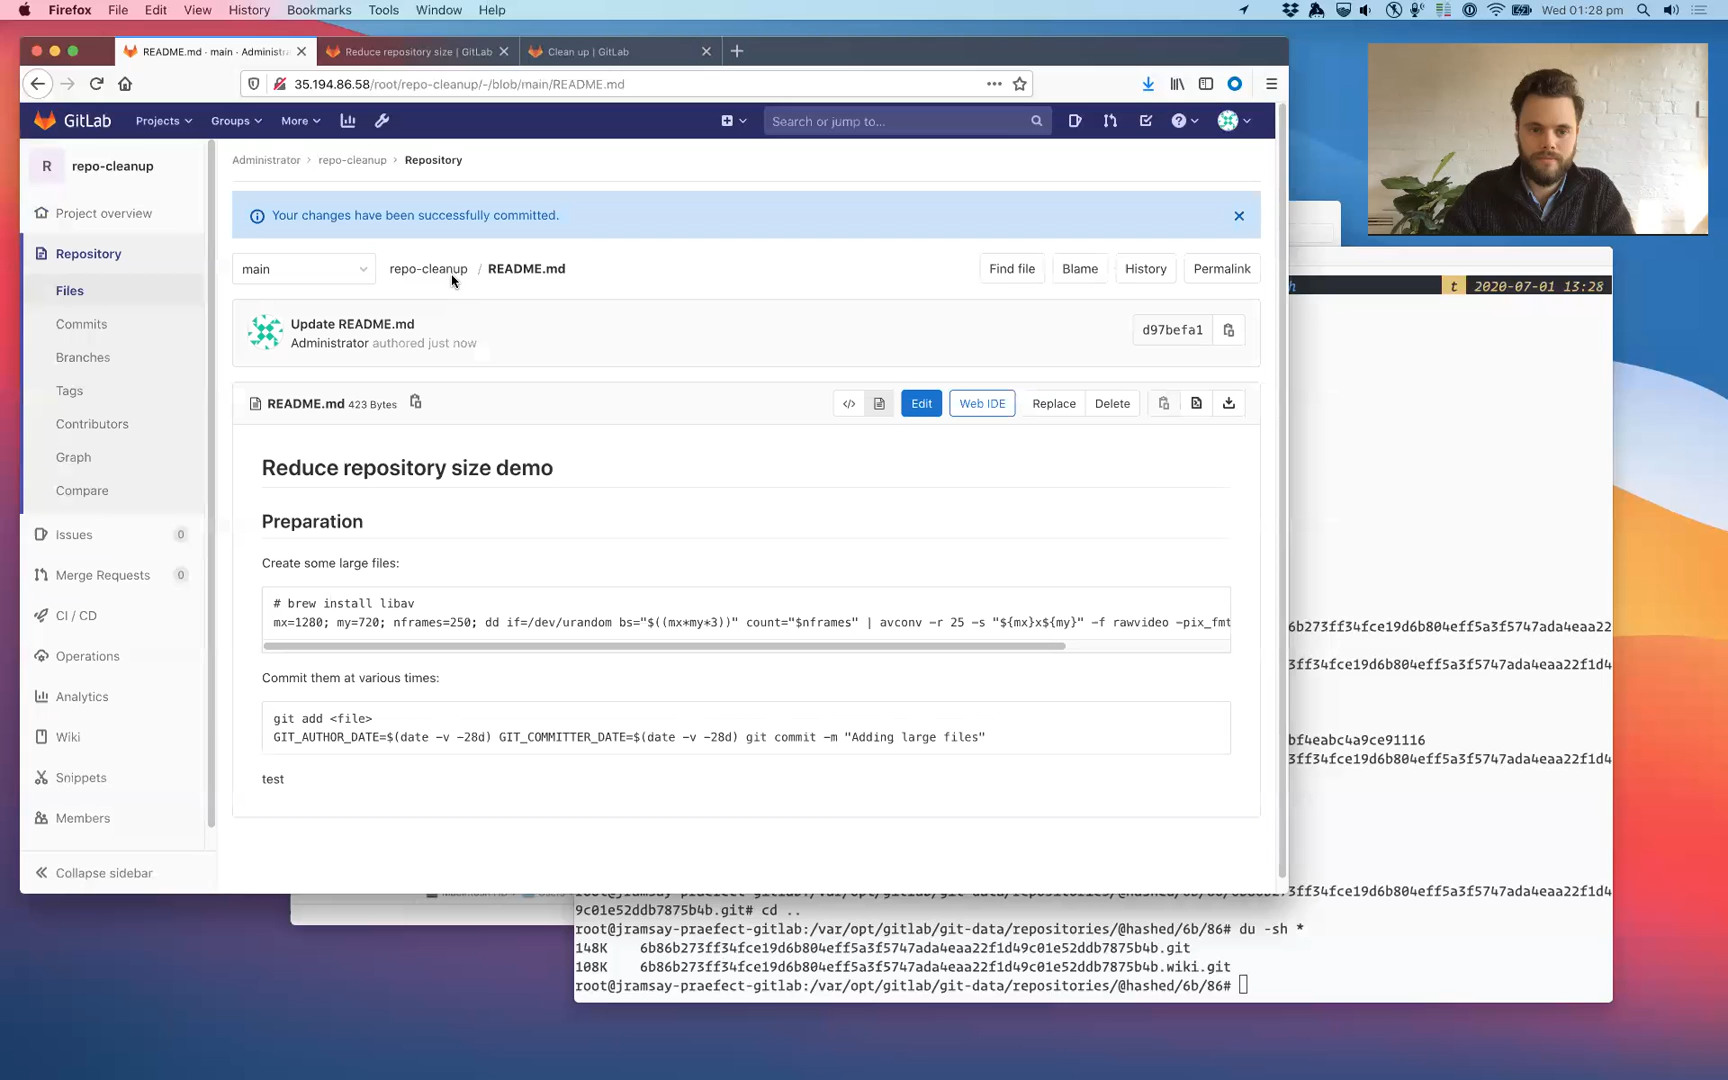 Firefox File Edit View History Bookmarks Tools Window Help
Wed 01:28 pm
README.md · main · Administra
Reduce repository size | GitLab
Clean up | GitLab
35.194.86.58/root/repo-cleanup/-/blob/main/README.md
GitLab Projects Groups More Search or jump to...
R repo-cleanup
Project overview
Repository
Files
Commits
Branches
Tags
Contributors
Graph
Compare
Issues 0
Merge Requests 0
CI / CD
Operations
Analytics
Wiki
Snippets
Members
Collapse sidebar
Administrator > repo-cleanup > Repository
Your changes have been successfully committed.
main repo-cleanup / README.md Find file Blame History Permalink
Update README.md
Administrator authored just now
d97befa1
README.md 423 Bytes Edit Web IDE Replace Delete
Reduce repository size demo
Preparation
Create some large files:
# brew install libav
mx=1280; my=720; nframes=250; dd if=/dev/urandom bs="$((mx*my*3))" count="$nframes" | avconv -r 25 -s "${mx}x${my}" -f rawvideo -pix_fmt
Commit them at various times:
git add <file>
GIT_AUTHOR_DATE=$(date -v -28d) GIT_COMMITTER_DATE=$(date -v -28d) git commit -m "Adding large files"
test
h t 2020-07-01 13:28
6b273ff34fce19d6b804eff5a3f5747ada4eaa22
3ff34fce19d6b804eff5a3f5747ada4eaa22f1d4
bf4eabc4a9ce91116
3ff34fce19d6b804eff5a3f5747ada4eaa22f1d4
3ff34fce19d6b804eff5a3f5747ada4eaa22f1d4
9c01e52ddb7875b4b.git# cd ..
root@jramsay-praefect-gitlab:/var/opt/gitlab/git-data/repositories/@hashed/6b/86# du -sh *
148K 6b86b273ff34fce19d6b804eff5a3f5747ada4eaa22f1d49c01e52ddb7875b4b.git
108K 6b86b273ff34fce19d6b804eff5a3f5747ada4eaa22f1d49c01e52ddb7875b4b.wiki.git
root@jramsay-praefect-gitlab:/var/opt/gitlab/git-data/repositories/@hashed/6b/86#